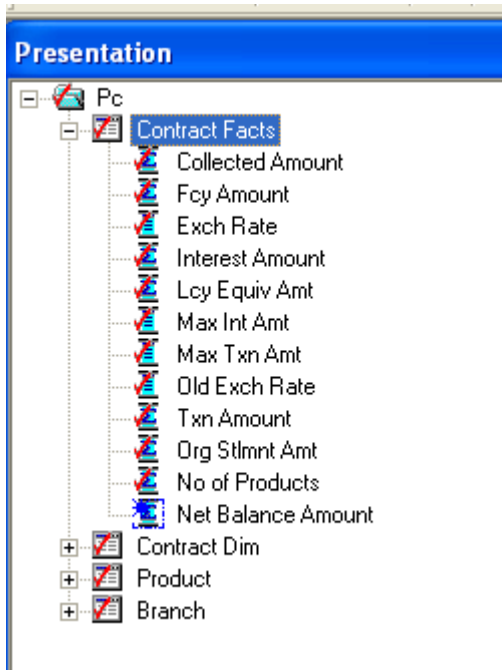 Presentation
Pc
Contract Facts
Collected Amount
Fcy Amount
Exch Rate
Interest Amount
Lcy Equiv Amt
Max Int Amt
Max Txn Amt
Old Exch Rate
Txn Amount
Org Stlmnt Amt
No of Products
Net Balance Amount
Contract Dim
Product
Branch